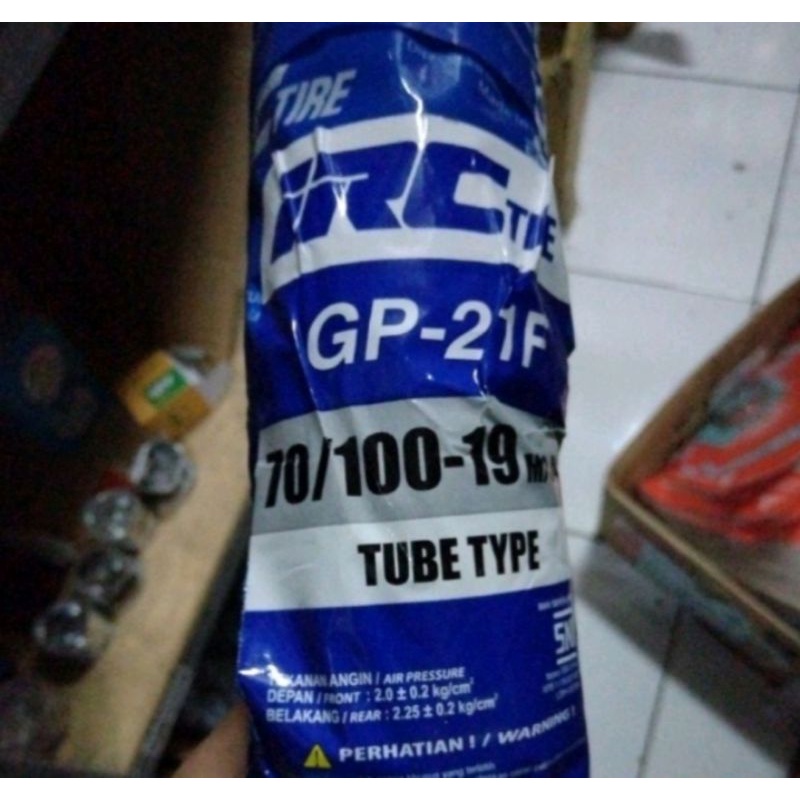 TIRE
IRC TIRE
GP-21F
70/100-19
TUBE TYPE
SNI
TEKANAN ANGIN / AIR PRESSURE
DEPAN / FRONT : 2.0 ± 0.2 kg/cm²
BELAKANG / REAR : 2.25 ± 0.2 kg/cm²
PERHATIAN ! / WARNING !